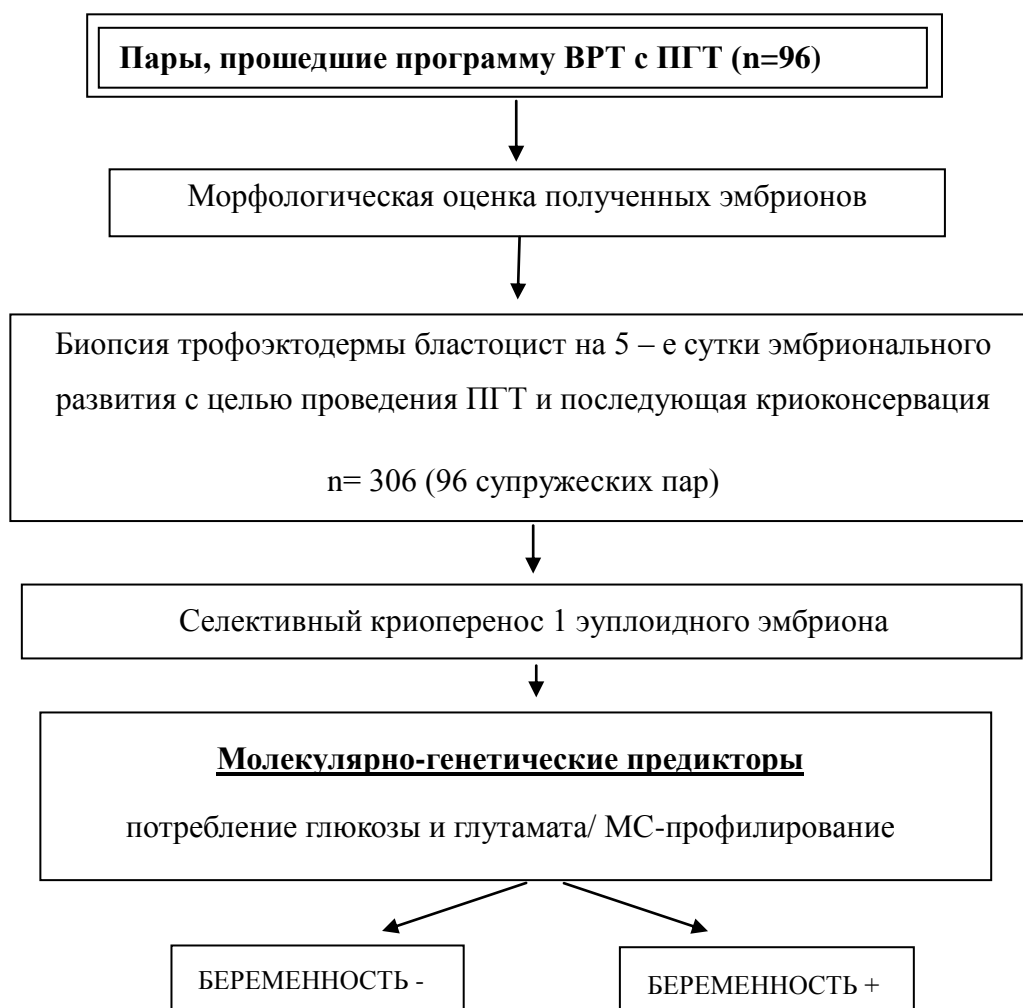 Пары, прошедшие программу ВРТ с ПГТ (n=96)
Морфологическая оценка полученных эмбрионов
Биопсия трофоэктодермы бластоцист на 5 – е сутки эмбрионального
развития с целью проведения ПГТ и последующая криоконсервация
n= 306 (96 супружеских пар)
Селективный криоперенос 1 эуплоидного эмбриона
Молекулярно-генетические предикторы
потребление глюкозы и глутамата/ МС-профилирование
БЕРЕМЕННОСТЬ -
БЕРЕМЕННОСТЬ +